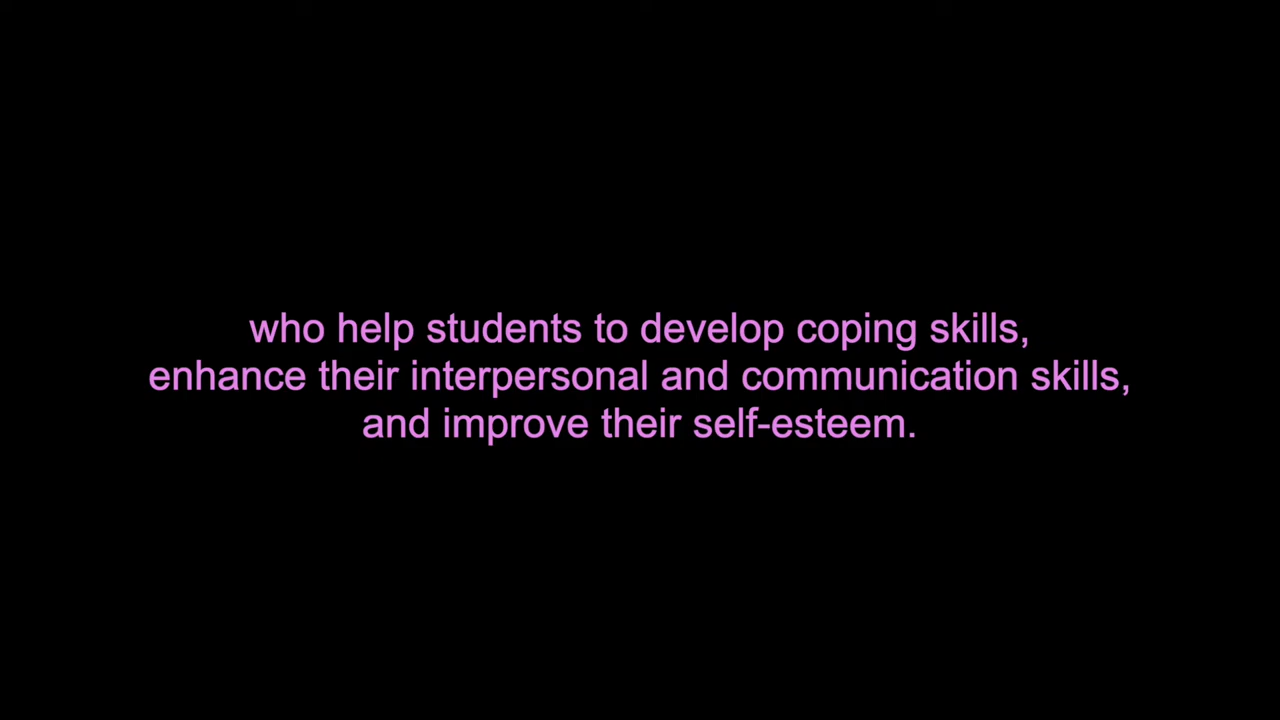 who help students to develop coping skills,
enhance their interpersonal and communication skills,
and improve their self-esteem.